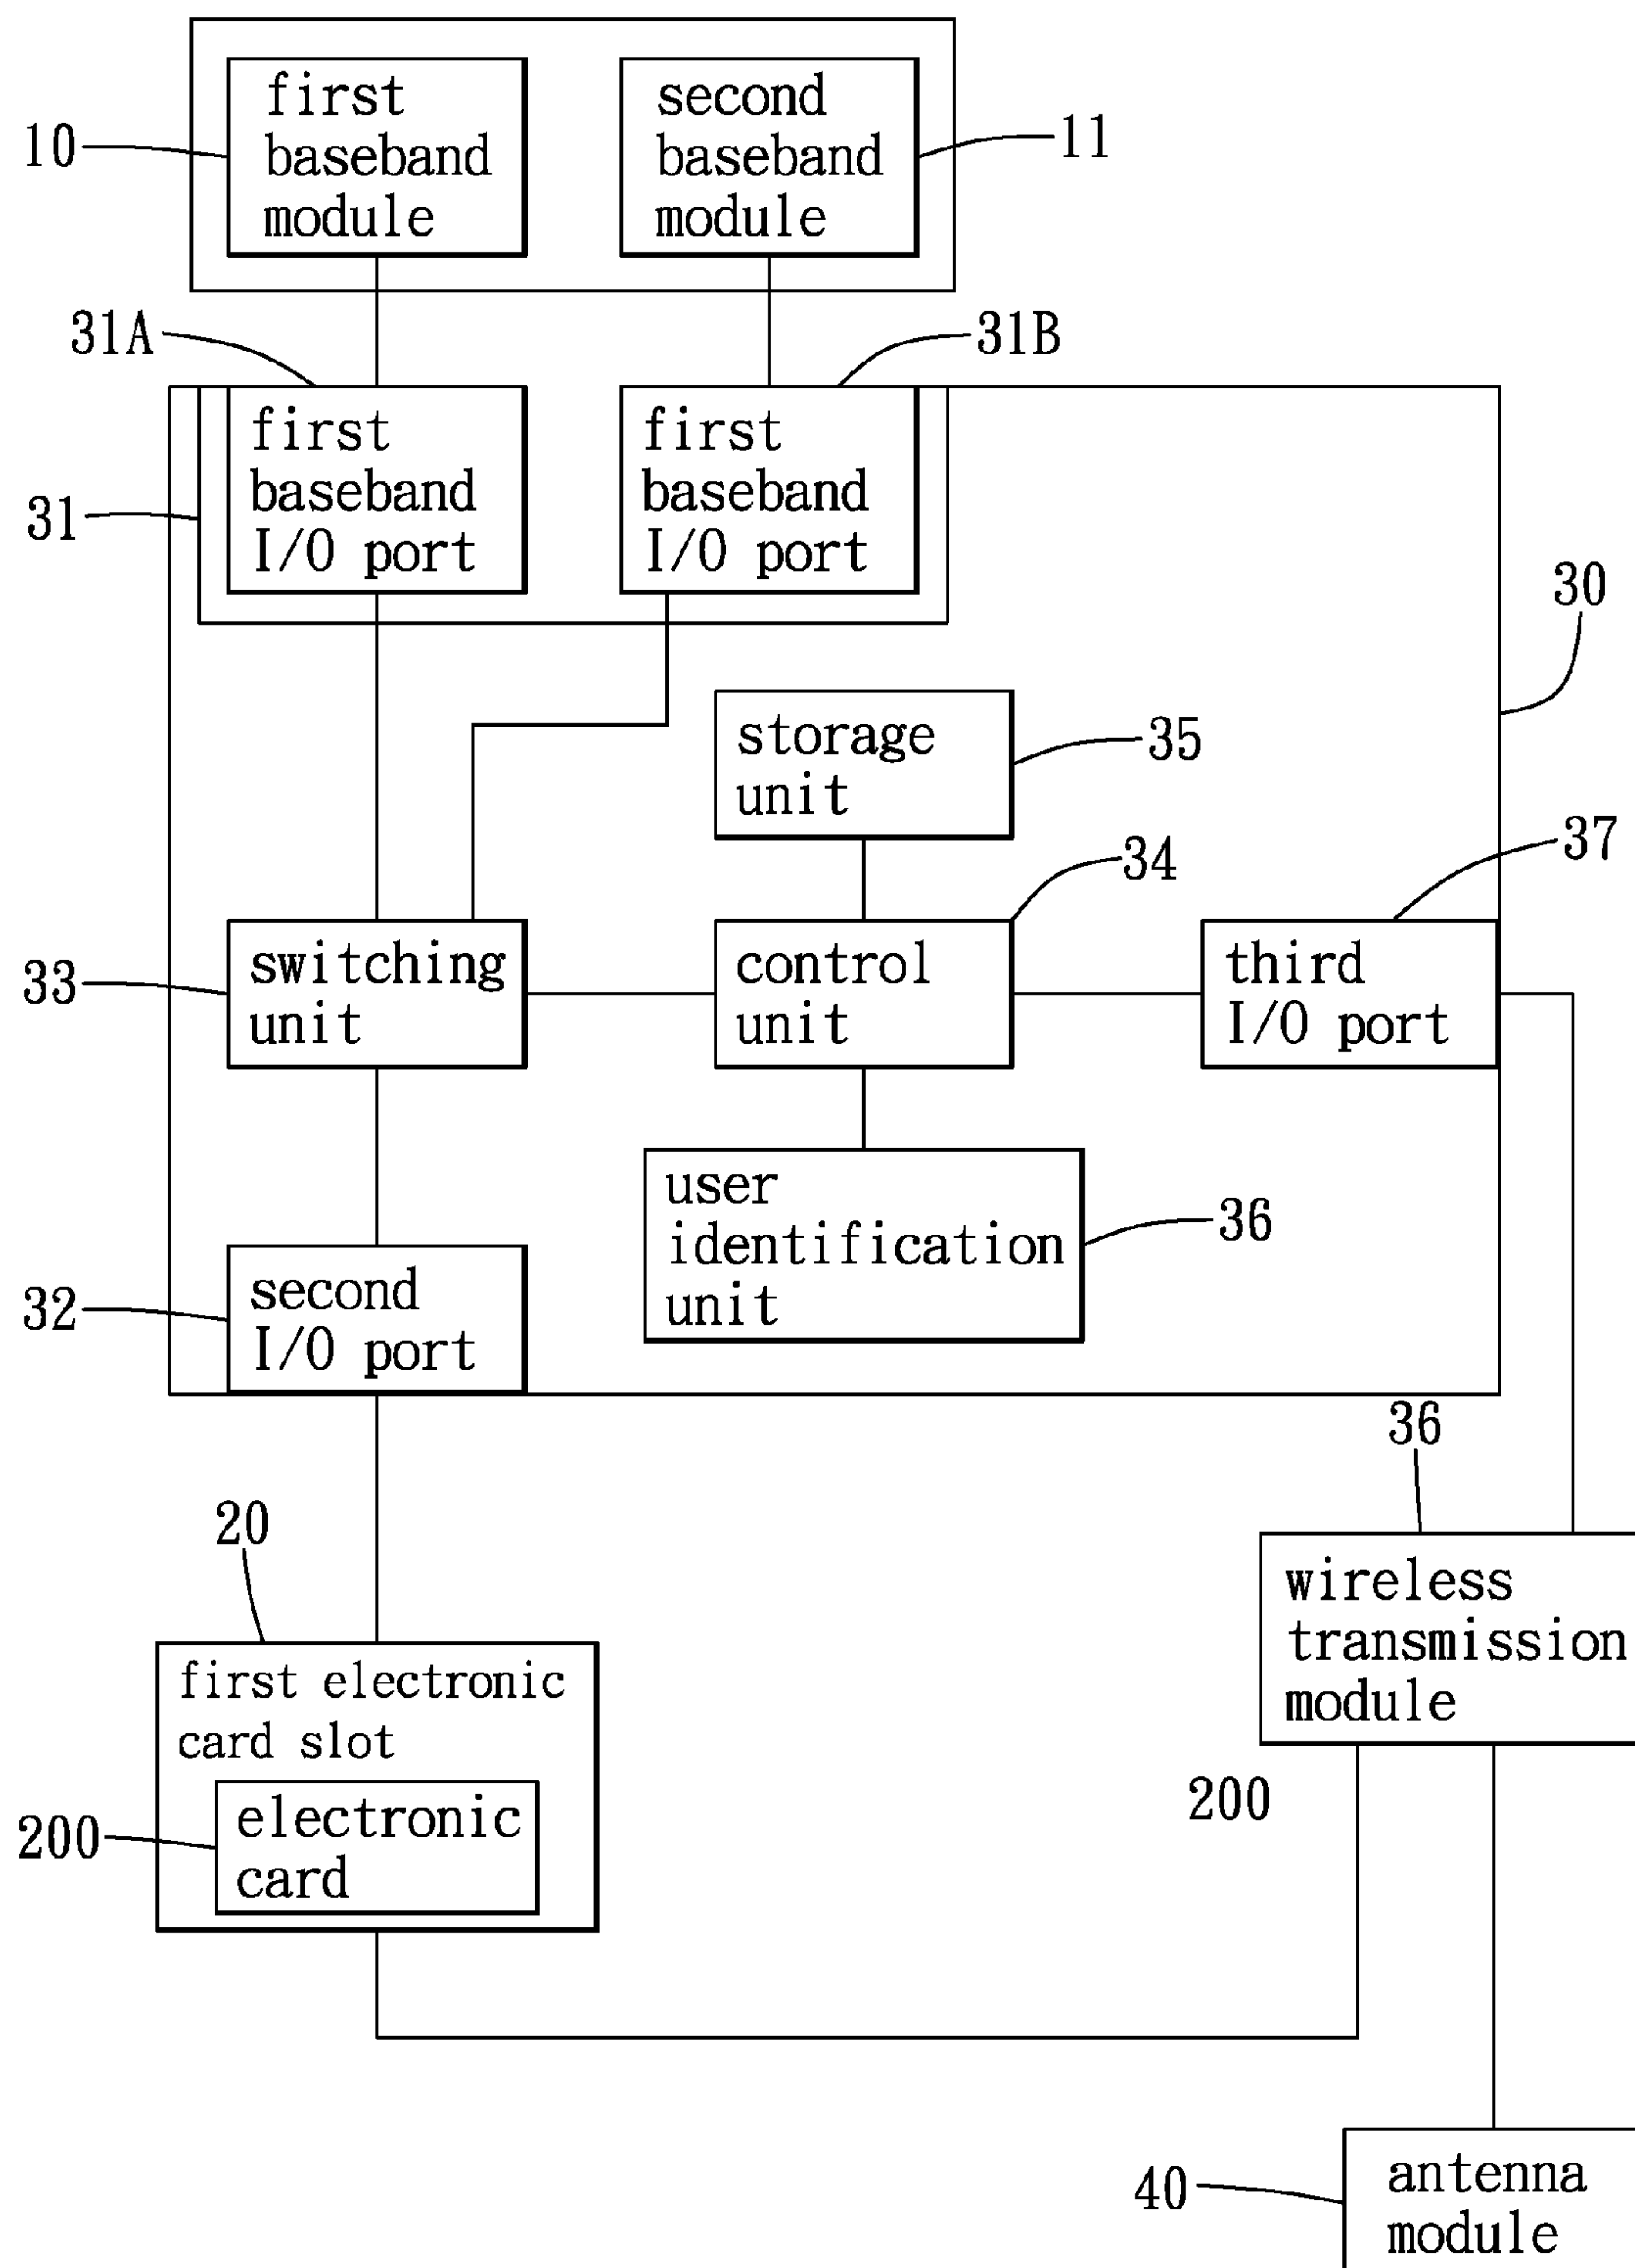 first
baseband
module
second
baseband
module
10
11
31A
31B
first
baseband
I/O port
first
baseband
I/O port
31
30
storage
unit
35
37
34
switching
unit
33
control
unit
third
I/O port
user
identification
unit
36
second
I/O port
32
36
20
wireless
transmission
module
first electronic
card slot
200
electronic
card
200
antenna
module
40